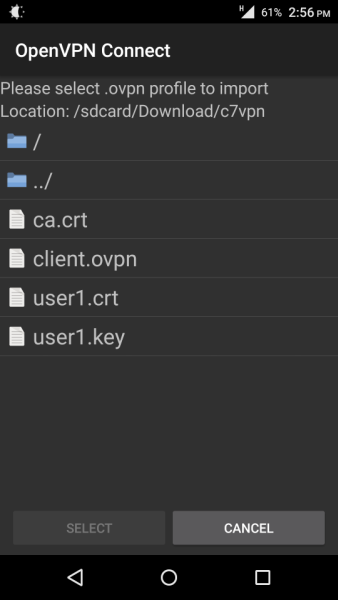 H 61% 2:56 PM
OpenVPN Connect
Please select .ovpn profile to import
Location: /sdcard/Download/c7vpn
/
../
ca.crt
client.ovpn
user1.crt
user1.key
SELECT CANCEL